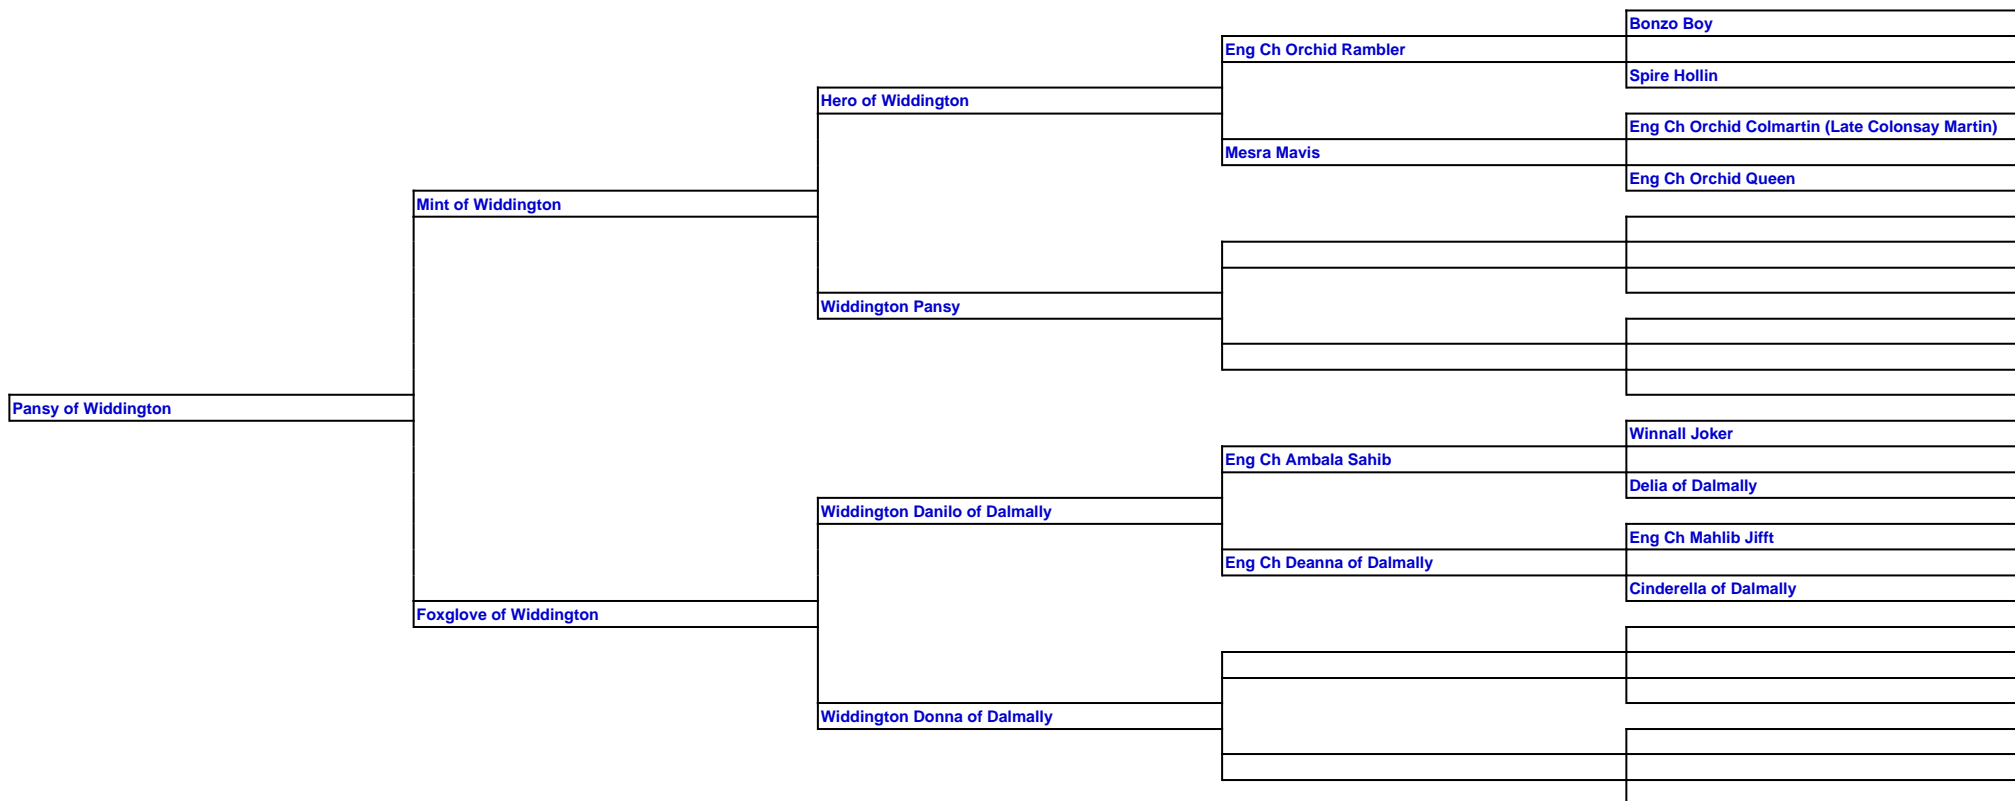 Bonzo Boy
Eng Ch Orchid Rambler
Spire Hollin
Hero of Widdington
Eng Ch Orchid Colmartin (Late Colonsay Martin)
Mesra Mavis
Eng Ch Orchid Queen
Mint of Widdington
Widdington Pansy
Pansy of Widdington
Winnall Joker
Eng Ch Ambala Sahib
Delia of Dalmally
Widdington Danilo of Dalmally
Eng Ch Mahlib Jifft
Eng Ch Deanna of Dalmally
Cinderella of Dalmally
Foxglove of Widdington
Widdington Donna of Dalmally